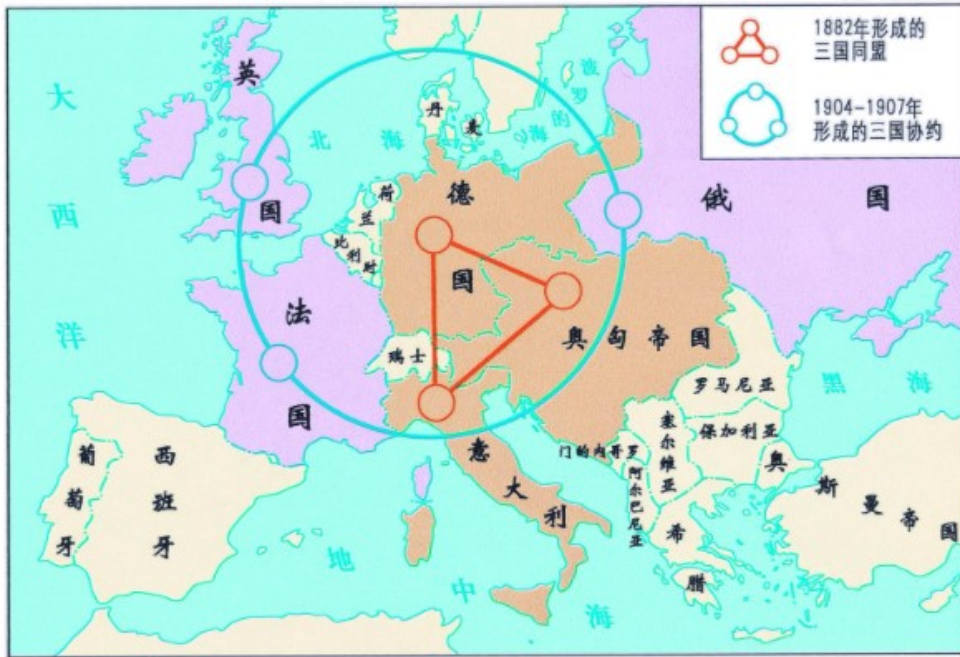 1882年形成的
三国同盟
1904-1907年
形成的三国协约
大西洋
英国
北海
丹麦
波罗的海
荷兰
比利时
德国
俄国
法国
瑞士
奥匈帝国
罗马尼亚
黑海
塞尔维亚
保加利亚
门的内哥罗
阿尔巴尼亚
奥斯曼帝国
意大利
希腊
葡萄牙
西班牙
地中海